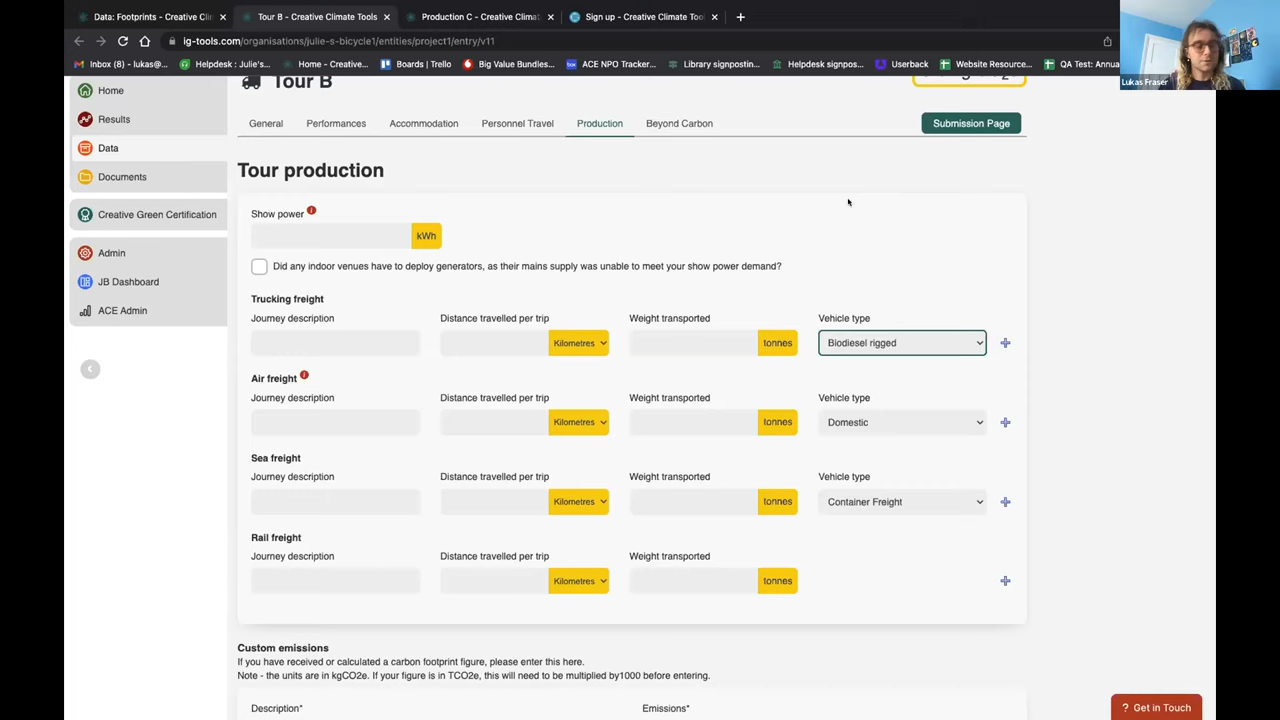 Data: Footprints - Creative Clim
Tour B - Creative Climate Tools
Production C - Creative Climat
Sign up - Creative Climate Too
ig-tools.com/organisations/julie-s-bicycle1/entities/project1/entry/v11
Inbox (8) - lukas@...
Helpdesk : Julie's...
Home - Creative...
Boards | Trello
Big Value Bundles...
ACE NPO Tracker...
Library signpostin...
Helpdesk signpos...
Userback
Website Resource...
QA Test: Annua
Lukas Fraser
Home
Results
Data
Documents
Creative Green Certification
Admin
JB Dashboard
ACE Admin
Tour B
General
Performances
Accommodation
Personnel Travel
Production
Beyond Carbon
Submission Page
Tour production
Show power
kWh
Did any indoor venues have to deploy generators, as their mains supply was unable to meet your show power demand?
Trucking freight
Journey description
Distance travelled per trip
Weight transported
Vehicle type
Kilometres
tonnes
Biodiesel rigged
Air freight
Journey description
Distance travelled per trip
Weight transported
Vehicle type
Kilometres
tonnes
Domestic
Sea freight
Journey description
Distance travelled per trip
Weight transported
Vehicle type
Kilometres
tonnes
Container Freight
Rail freight
Journey description
Distance travelled per trip
Weight transported
Kilometres
tonnes
Custom emissions
If you have received or calculated a carbon footprint figure, please enter this here.
Note - the units are in kgCO2e. If your figure is in TCO2e, this will need to be multiplied by1000 before entering.
Description*
Emissions*
? Get in Touch